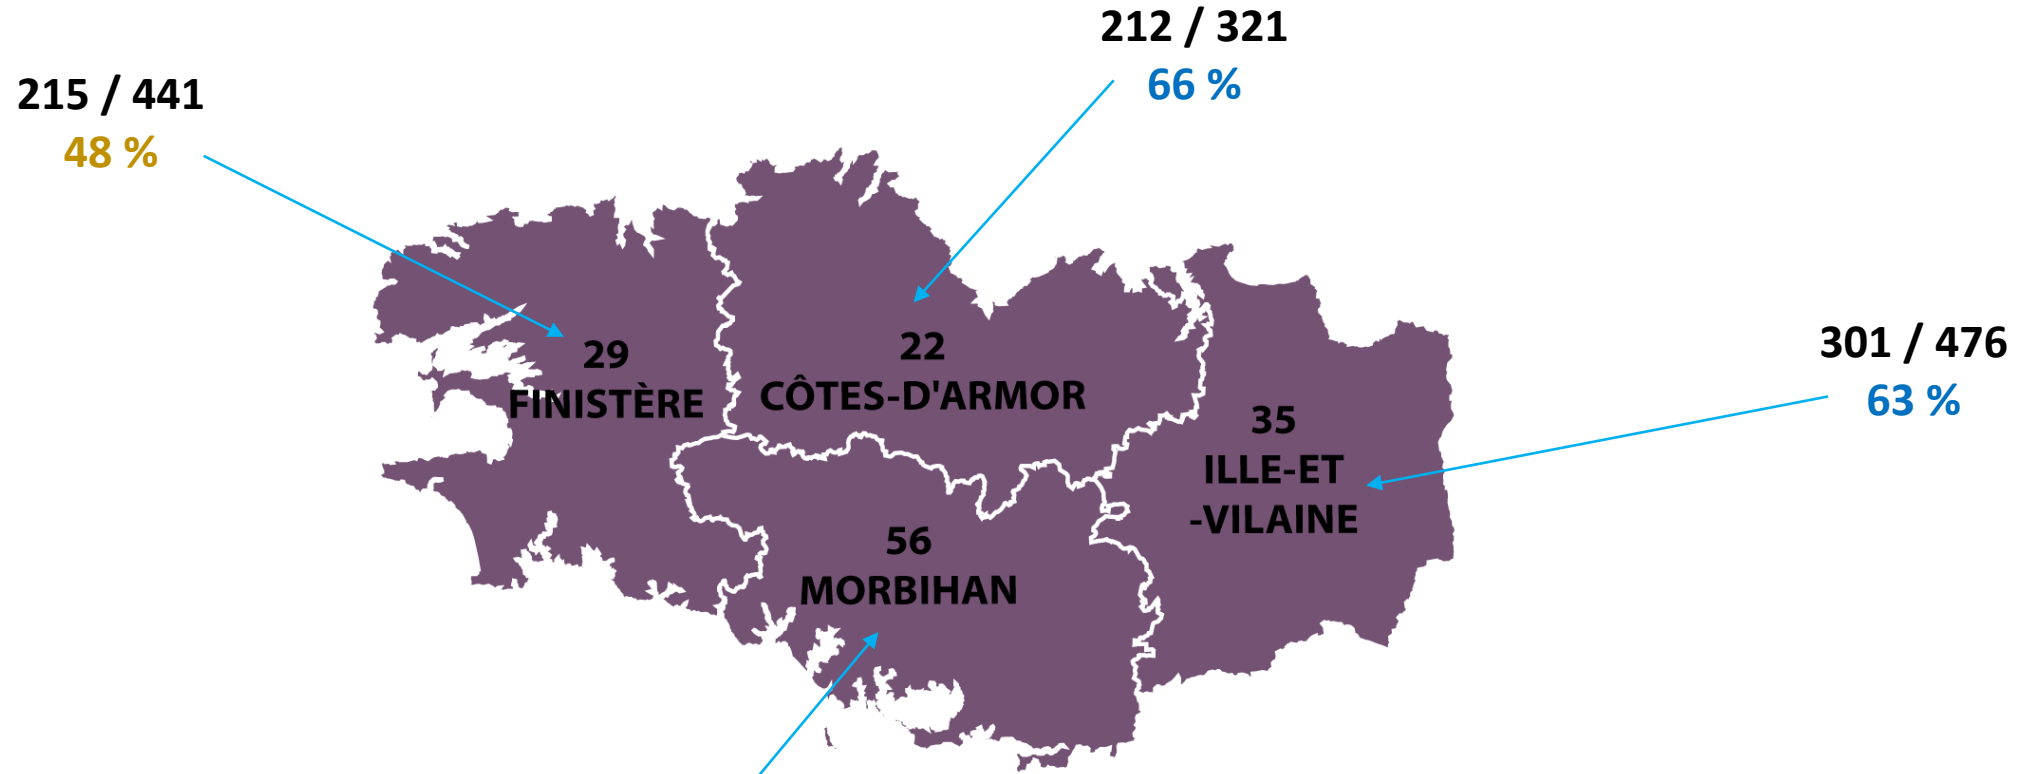 212 / 321
66 %
215 / 441
48 %
301 / 476
63 %
29
FINISTÈRE
22
CÔTES-D'ARMOR
35
ILLE-ET
-VILAINE
56
MORBIHAN